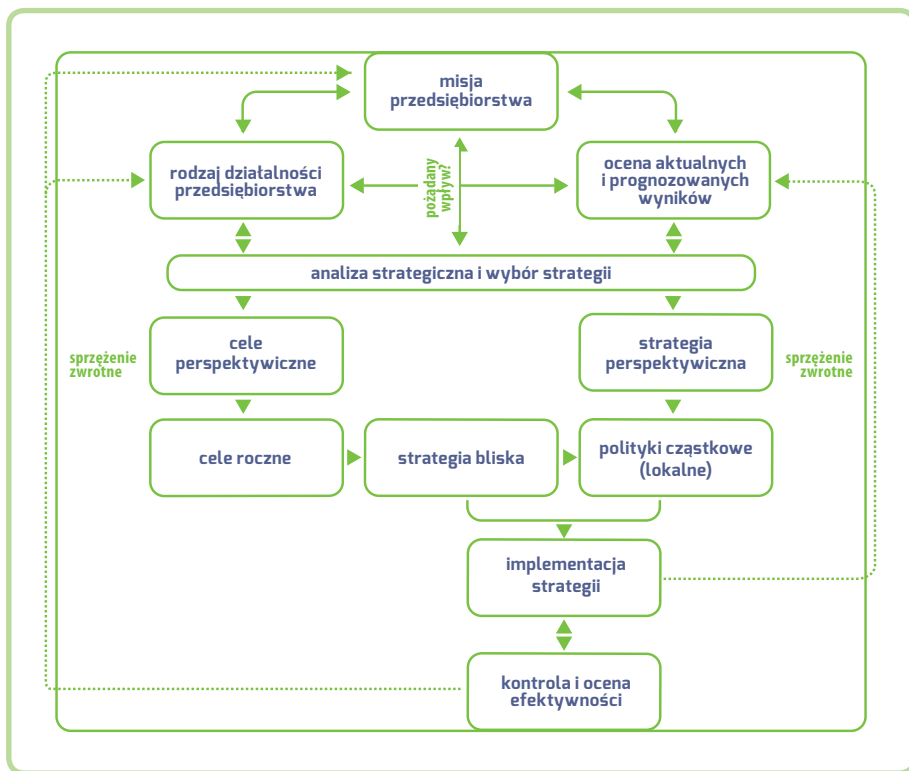 misja
przedsiębiorstwa
rodzaj działalności
przedsiębiorstwa
pożądany
wpływ?
ocena aktualnych
i prognozowanych
wyników
analiza strategiczna i wybór strategii
sprzężenie
zwrotne
cele
perspektywiczne
strategia
perspektywiczna
sprzężenie
zwrotne
cele roczne
strategia bliska
polityki cząstkowe
(lokalne)
implementacja
strategii
kontrola i ocena
efektywności